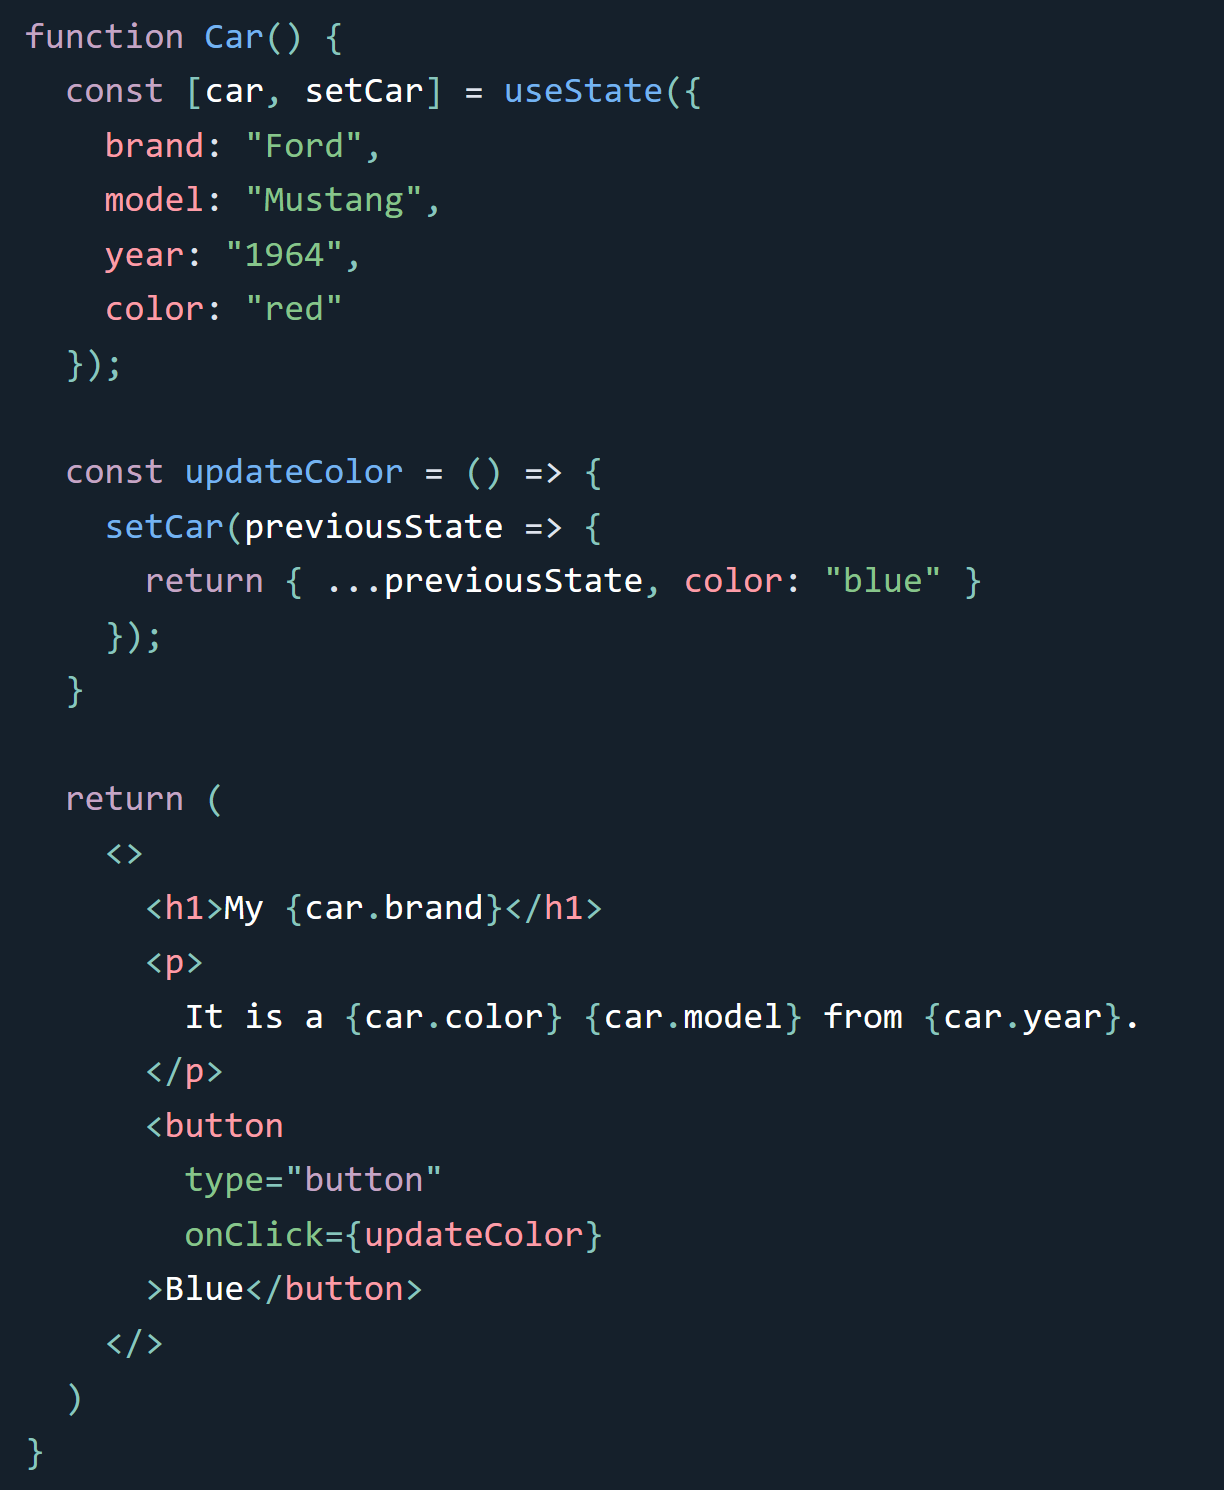 function Car() {
  const [car, setCar] = useState({
    brand: "Ford",
    model: "Mustang",
    year: "1964",
    color: "red"
  });

  const updateColor = () => {
    setCar(previousState => {
      return { ...previousState, color: "blue" }
    });
  }

  return (
    <>
      <h1>My {car.brand}</h1>
      <p>
        It is a {car.color} {car.model} from {car.year}.
      </p>
      <button
        type="button"
        onClick={updateColor}
      >Blue</button>
    </>
  )
}